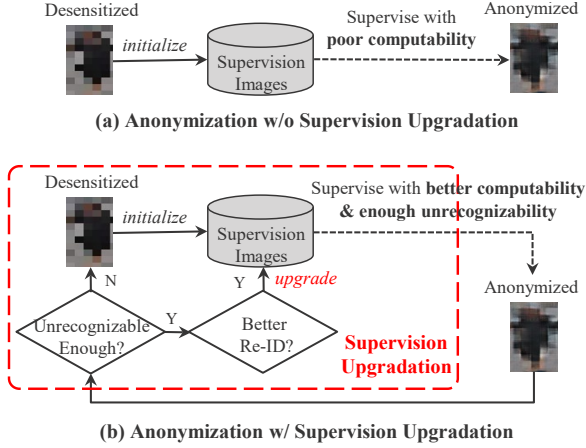 Desensitized
initialize
Supervision
Images
Supervise with
poor computability
Anonymized
(a) Anonymization w/o Supervision Upgradation
Desensitized
initialize
Supervision
Images
Supervise with better computability
& enough unrecognizability
Anonymized
N
Y
upgrade
Unrecognizable
Enough?
Y
Better
Re-ID?
Supervision
Upgradation
(b) Anonymization w/ Supervision Upgradation